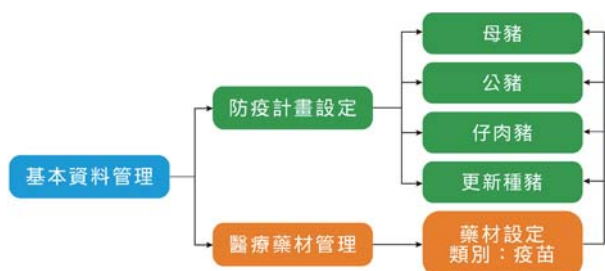 基本資料管理
防疫計畫設定
母豬
公豬
仔肉豬
更新種豬
醫療藥材管理
藥材設定
類別：疫苗